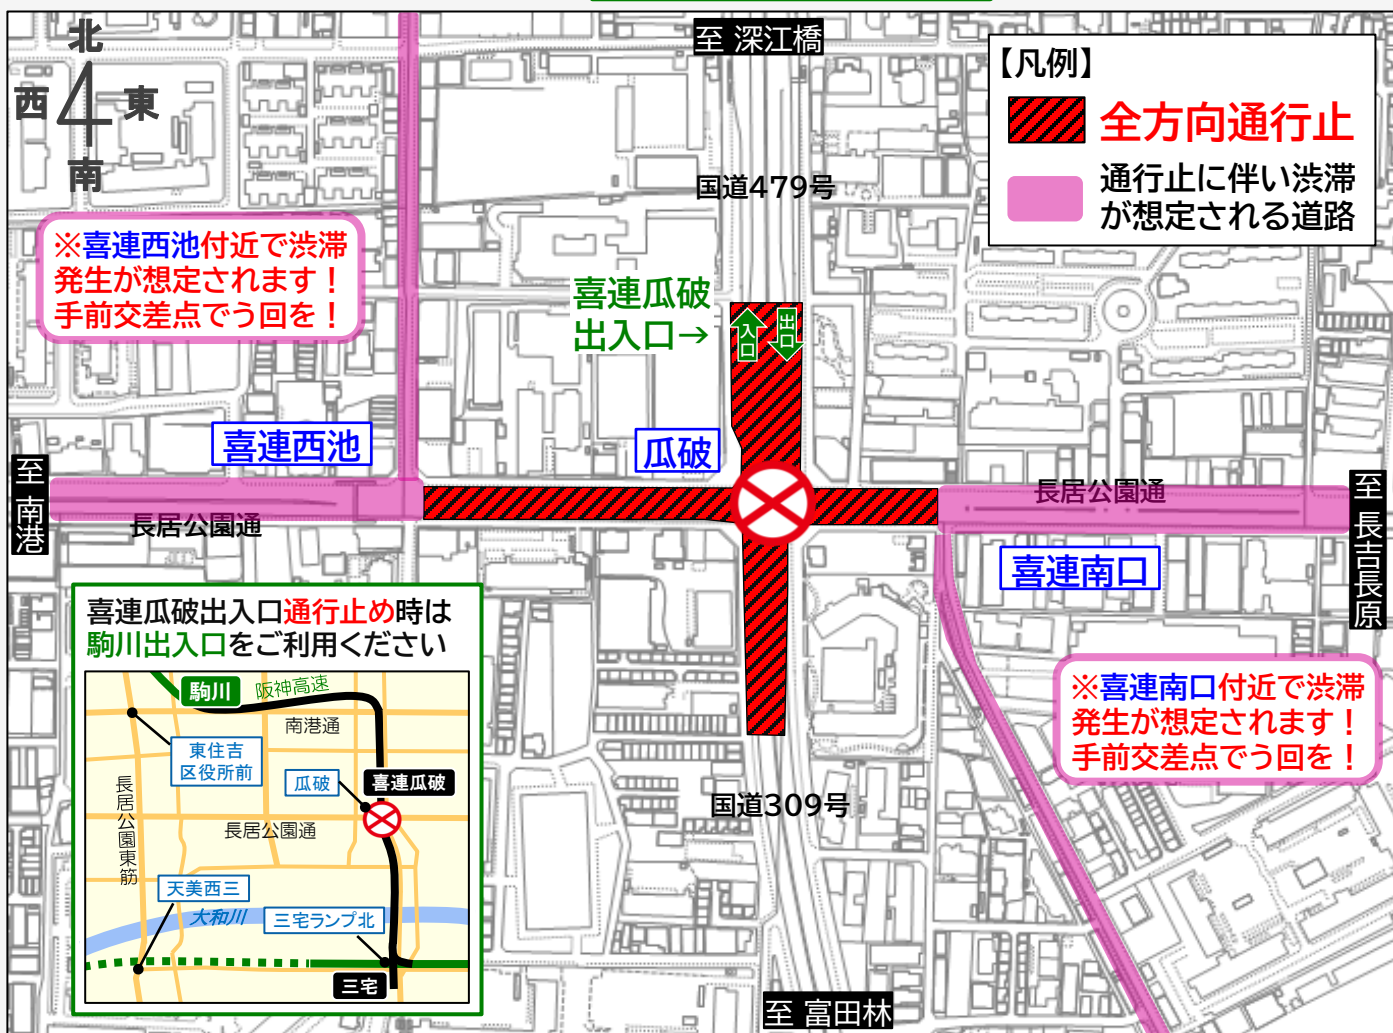 至 深江橋
北
西 東
南
【凡例】
全方向通行止
通行止に伴い渋滞
が想定される道路
国道479号
※喜連西池付近で渋滞
発生が想定されます！
手前交差点でう回を！
喜連瓜破
出入口→
入口
出口
喜連西池
瓜破
至 南港
長居公園通
長居公園通
至 長吉長原
喜連南口
喜連瓜破出入口通行止め時は
駒川出入口をご利用ください
駒川
阪神高速
南港通
東住吉
区役所前
瓜破
喜連瓜破
長居公園東筋
長居公園通
天美西三
大和川
三宅ランプ北
三宅
※喜連南口付近で渋滞
発生が想定されます！
手前交差点でう回を！
国道309号
至 富田林